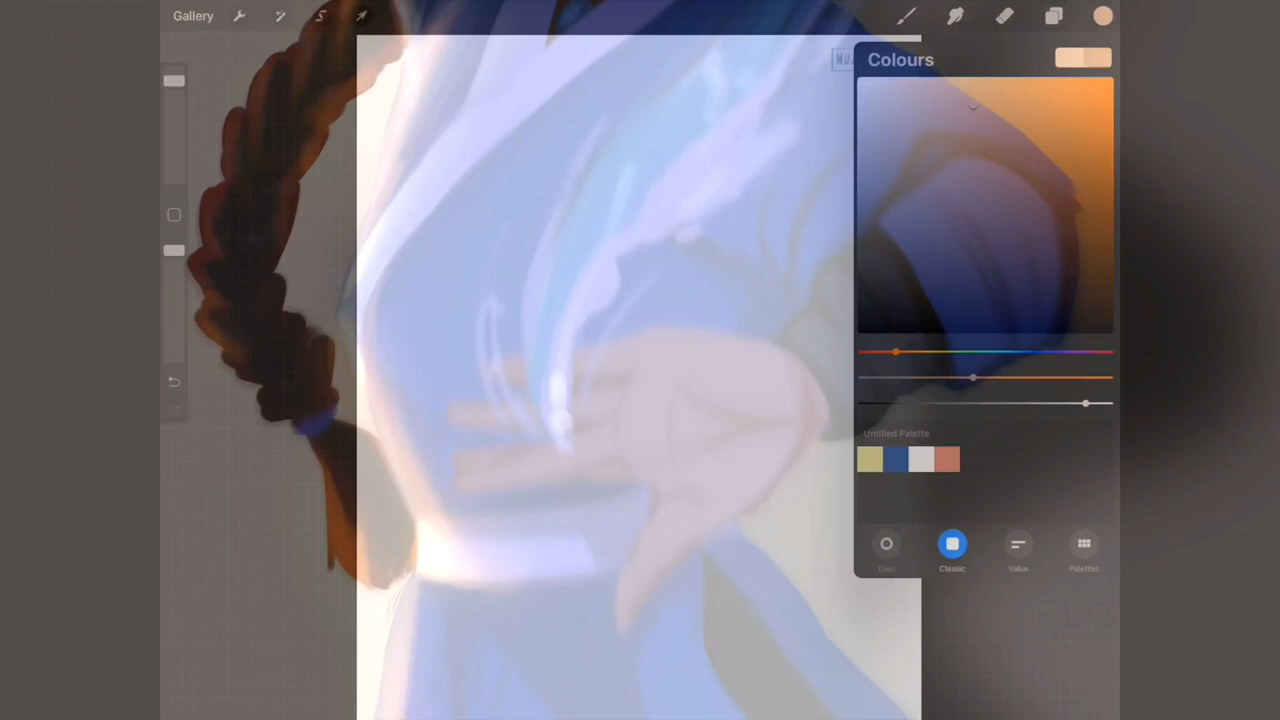 Gallery
Colours
Untitled Palette
Disc
Classic
Value
Palettes